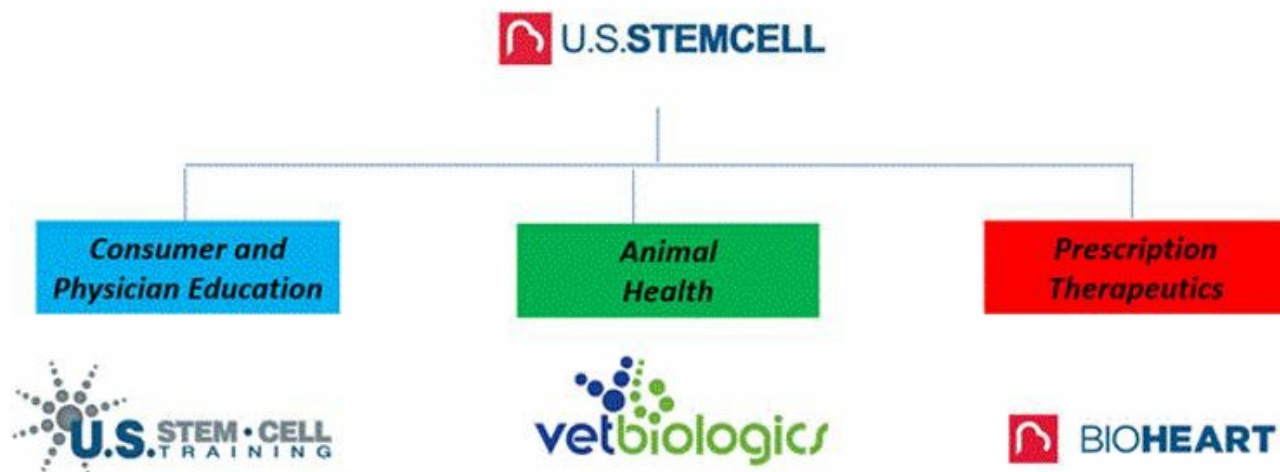 U.S.STEMCELL
Consumer and
Physician Education
Animal
Health
Prescription
Therapeutics
U.S. STEM·CELL
TRAINING
vetbiologics
BIOHEART